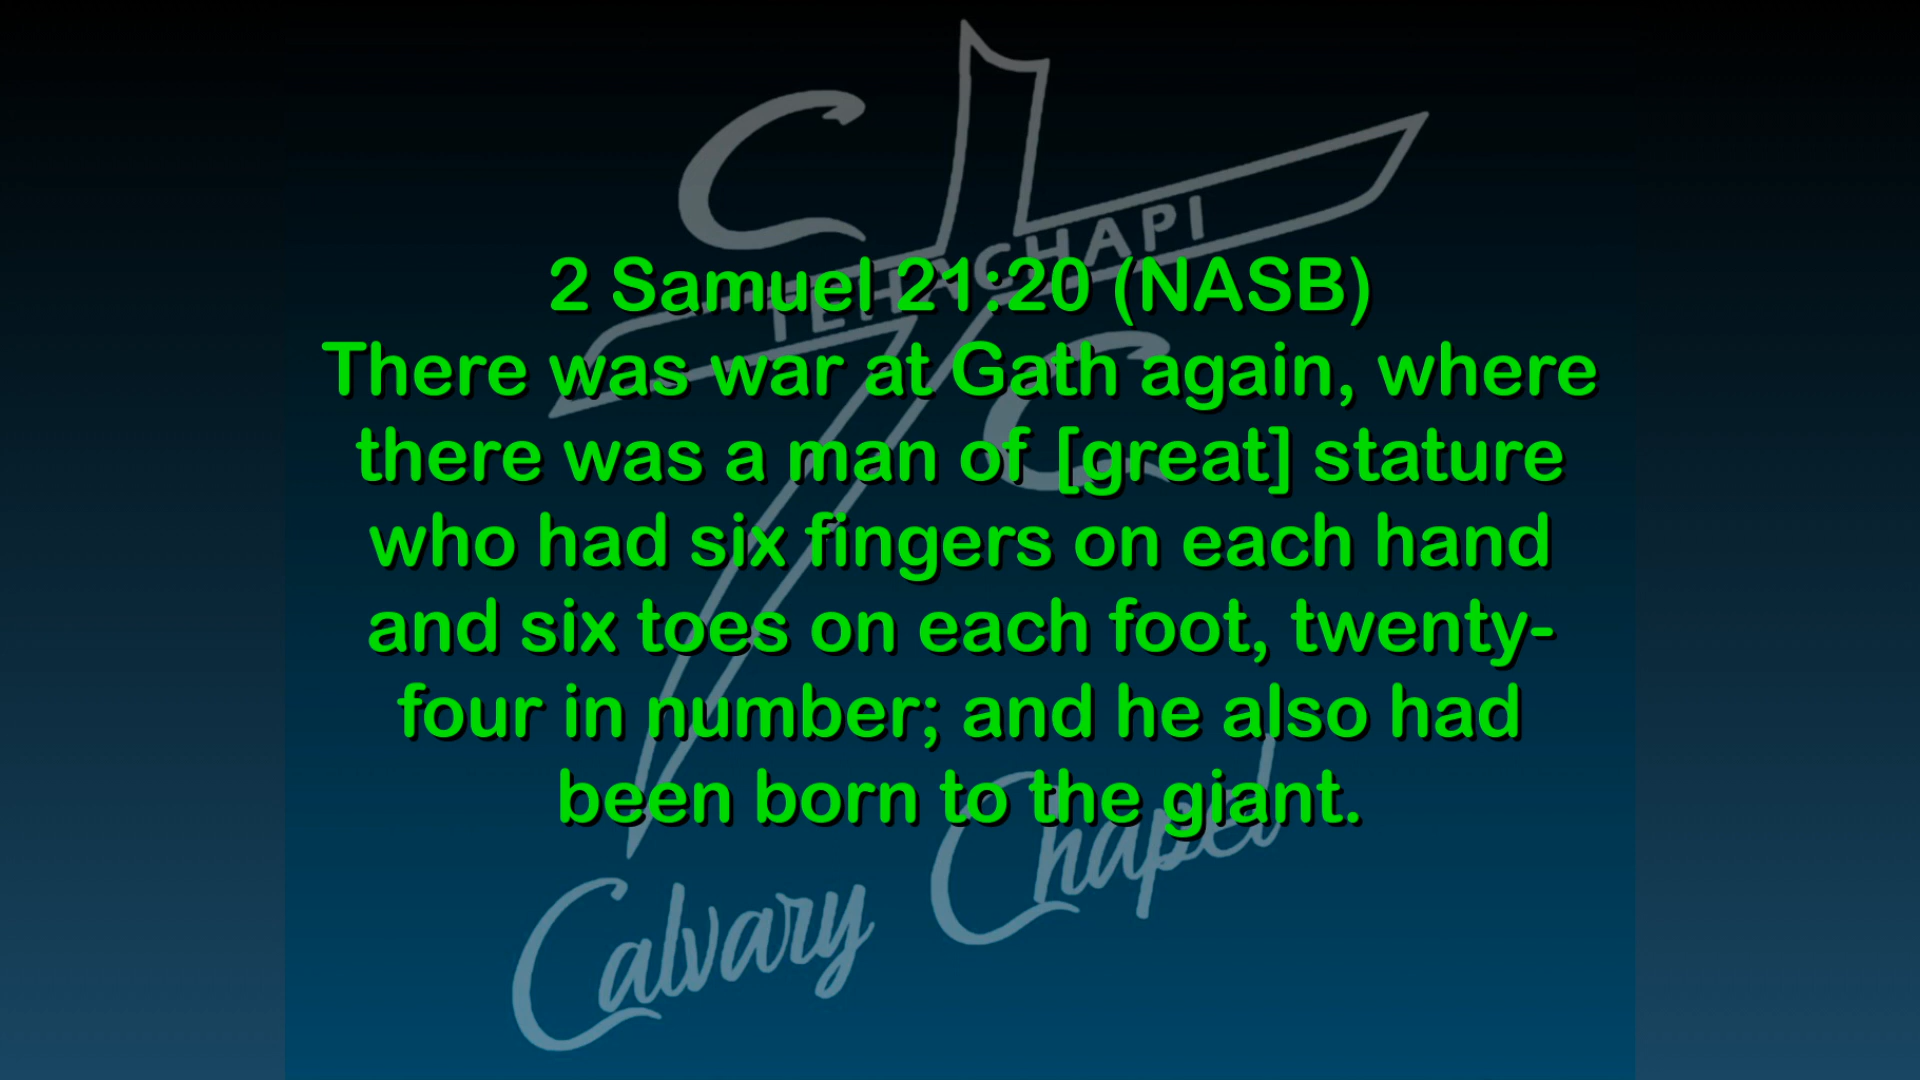 C
TEHACHAPI
2 Samuel 21:20 (NASB)
There was war at Gath again, where
C
there was a man of [great] stature
who had six fingers on each hand
and six toes on each foot, twenty-
four in number; and he also had
been born to the giant.
Calvary Chapel